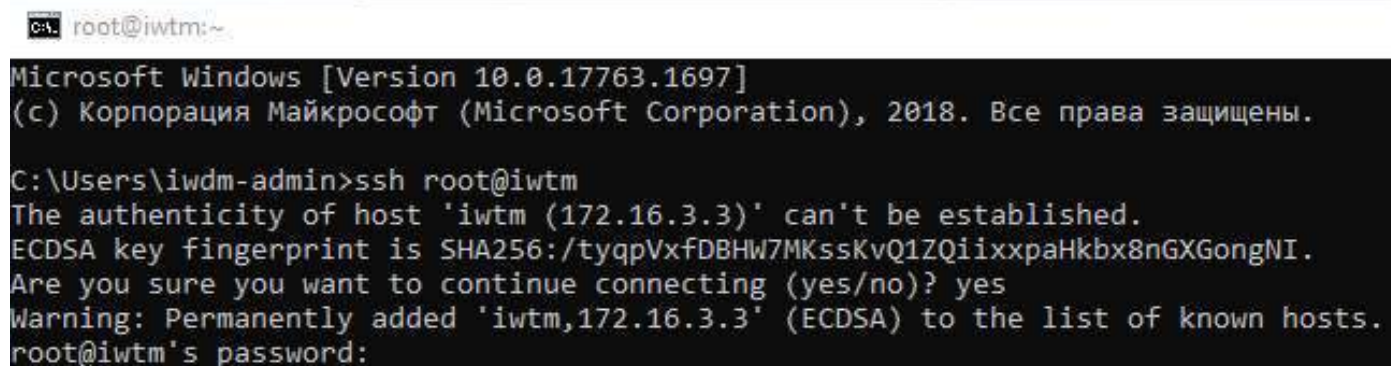 root@iwtm:~
Microsoft Windows [Version 10.0.17763.1697]
(c) Корпорация Майкрософт (Microsoft Corporation), 2018. Все права защищены.
C:\Users\iwdm-admin>ssh root@iwtm
The authenticity of host 'iwtm (172.16.3.3)' can't be established.
ECDSA key fingerprint is SHA256:/tyqpVxfDBHW7MKssKvQ1ZQiixxpaHkbx8nGXGongNI.
Are you sure you want to continue connecting (yes/no)? yes
Warning: Permanently added 'iwtm,172.16.3.3' (ECDSA) to the list of known hosts.
root@iwtm's password: